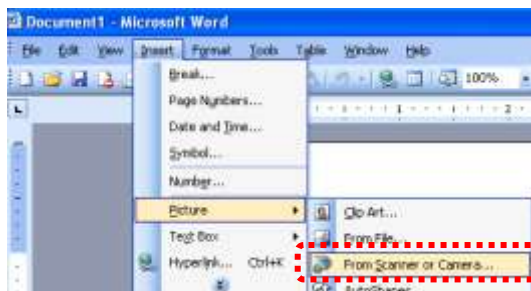 Document1 - Microsoft Word
File Edit View Insert Format Tools Table Window Help
100%
Break...
Page Numbers...
Date and Time...
Symbol...
Number...
Picture
Clip Art...
Text Box
From File...
Hyperlink... Ctrl+K
From Scanner or Camera...
AutoShapes